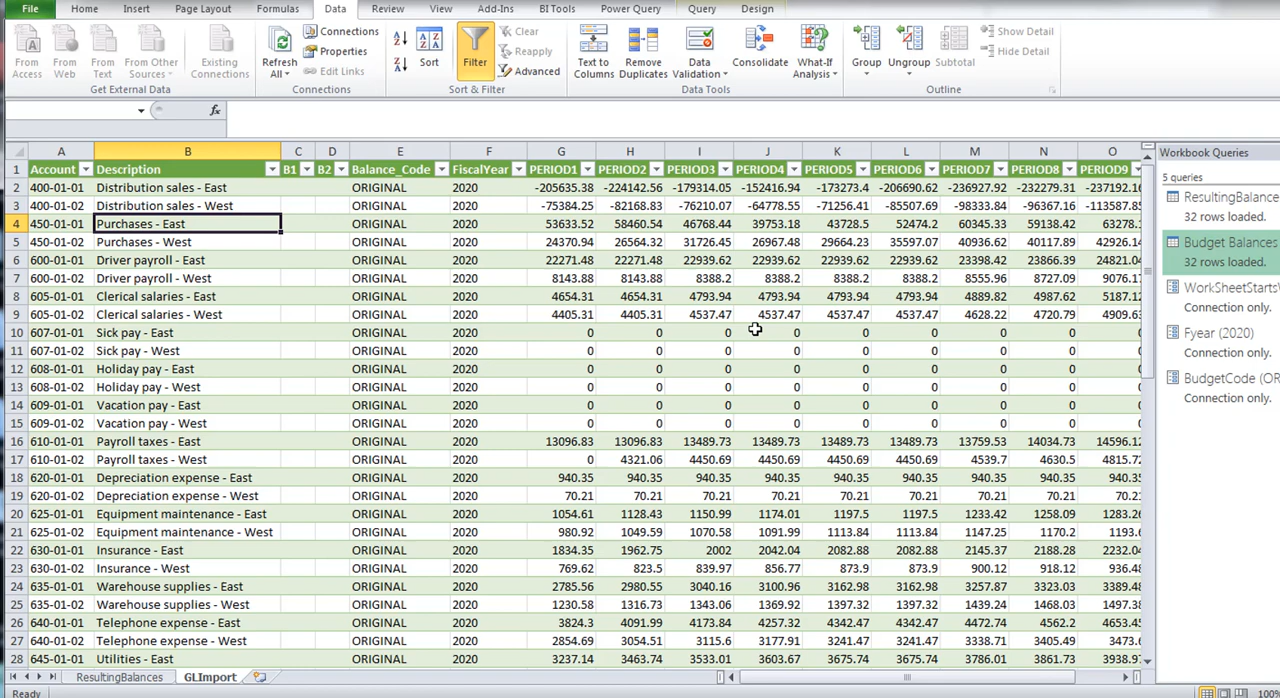 File Home Insert Page Layout Formulas Data Review View Add-Ins BI Tools Power Query Query Design
From Access From Web From Text From Other Sources Existing Connections Refresh All Connections Properties Edit Links Sort Filter Clear Reapply Advanced Text to Columns Remove Duplicates Data Validation Consolidate What-If Analysis Group Ungroup Subtotal Show Detail Hide Detail
Get External Data Connections Sort & Filter Data Tools Outline
fx
A B C D E F G H I J K L M N O
1 Account Description B1 B2 Balance_Code FiscalYear PERIOD1 PERIOD2 PERIOD3 PERIOD4 PERIOD5 PERIOD6 PERIOD7 PERIOD8 PERIOD9
2 400-01-01 Distribution sales - East ORIGINAL 2020 -205635.38 -224142.56 -179314.05 -152416.94 -173273.4 -206690.62 -236927.92 -232279.31 -237192.16
3 400-01-02 Distribution sales - West ORIGINAL 2020 -75384.25 -82168.83 -76210.07 -64778.55 -71256.41 -85507.69 -98333.84 -96367.16 -113587.85
4 450-01-01 Purchases - East ORIGINAL 2020 53633.52 58460.54 46768.44 39753.18 43728.5 52474.2 60345.33 59138.42 63278.1
5 450-01-02 Purchases - West ORIGINAL 2020 24370.94 26564.32 31726.45 26967.48 29664.23 35597.07 40936.62 40117.89 42926.14
6 600-01-01 Driver payroll - East ORIGINAL 2020 22271.48 22271.48 22939.62 22939.62 22939.62 22939.62 23398.42 23866.39 24821.04
7 600-01-02 Driver payroll - West ORIGINAL 2020 8143.88 8143.88 8388.2 8388.2 8388.2 8388.2 8555.96 8727.09 9076.17
8 605-01-01 Clerical salaries - East ORIGINAL 2020 4654.31 4654.31 4793.94 4793.94 4793.94 4793.94 4889.82 4987.62 5187.12
9 605-01-02 Clerical salaries - West ORIGINAL 2020 4405.31 4405.31 4537.47 4537.47 4537.47 4537.47 4628.22 4720.79 4909.63
10 607-01-01 Sick pay - East ORIGINAL 2020 0 0 0 0 0 0 0 0 0
11 607-01-02 Sick pay - West ORIGINAL 2020 0 0 0 0 0 0 0 0 0
12 608-01-01 Holiday pay - East ORIGINAL 2020 0 0 0 0 0 0 0 0 0
13 608-01-02 Holiday pay - West ORIGINAL 2020 0 0 0 0 0 0 0 0 0
14 609-01-01 Vacation pay - East ORIGINAL 2020 0 0 0 0 0 0 0 0 0
15 609-01-02 Vacation pay - West ORIGINAL 2020 0 0 0 0 0 0 0 0 0
16 610-01-01 Payroll taxes - East ORIGINAL 2020 13096.83 13096.83 13489.73 13489.73 13489.73 13489.73 13759.53 14034.73 14596.12
17 610-01-02 Payroll taxes - West ORIGINAL 2020 0 4321.06 4450.69 4450.69 4450.69 4450.69 4539.7 4630.5 4815.72
18 620-01-01 Depreciation expense - East ORIGINAL 2020 940.35 940.35 940.35 940.35 940.35 940.35 940.35 940.35 940.35
19 620-01-02 Depreciation expense - West ORIGINAL 2020 70.21 70.21 70.21 70.21 70.21 70.21 70.21 70.21 70.21
20 625-01-01 Equipment maintenance - East ORIGINAL 2020 1054.61 1128.43 1150.99 1174.01 1197.5 1197.5 1233.42 1258.09 1283.26
21 625-01-02 Equipment maintenance - West ORIGINAL 2020 980.92 1049.59 1070.58 1091.99 1113.84 1113.84 1147.25 1170.2 1193.6
22 630-01-01 Insurance - East ORIGINAL 2020 1834.35 1962.75 2002 2042.04 2082.88 2082.88 2145.37 2188.28 2232.04
23 630-01-02 Insurance - West ORIGINAL 2020 769.62 823.5 839.97 856.77 873.9 873.9 900.12 918.12 936.48
24 635-01-01 Warehouse supplies - East ORIGINAL 2020 2785.56 2980.55 3040.16 3100.96 3162.98 3162.98 3257.87 3323.03 3389.48
25 635-01-02 Warehouse supplies - West ORIGINAL 2020 1230.58 1316.73 1343.06 1369.92 1397.32 1397.32 1439.24 1468.03 1497.38
26 640-01-01 Telephone expense - East ORIGINAL 2020 3824.3 4091.99 4173.84 4257.32 4342.47 4342.47 4472.74 4562.2 4653.45
27 640-01-02 Telephone expense - West ORIGINAL 2020 2854.69 3054.51 3115.6 3177.91 3241.47 3241.47 3338.71 3405.49 3473.6
28 645-01-01 Utilities - East ORIGINAL 2020 3237.14 3463.74 3533.01 3603.67 3675.74 3675.74 3786.01 3861.73 3938.97
Workbook Queries
5 queries
ResultingBalance
32 rows loaded.
Budget Balances
32 rows loaded.
WorkSheetStartsV
Connection only.
Fyear (2020)
Connection only.
BudgetCode (OR
Connection only.
ResultingBalances GLImport
Ready 100%